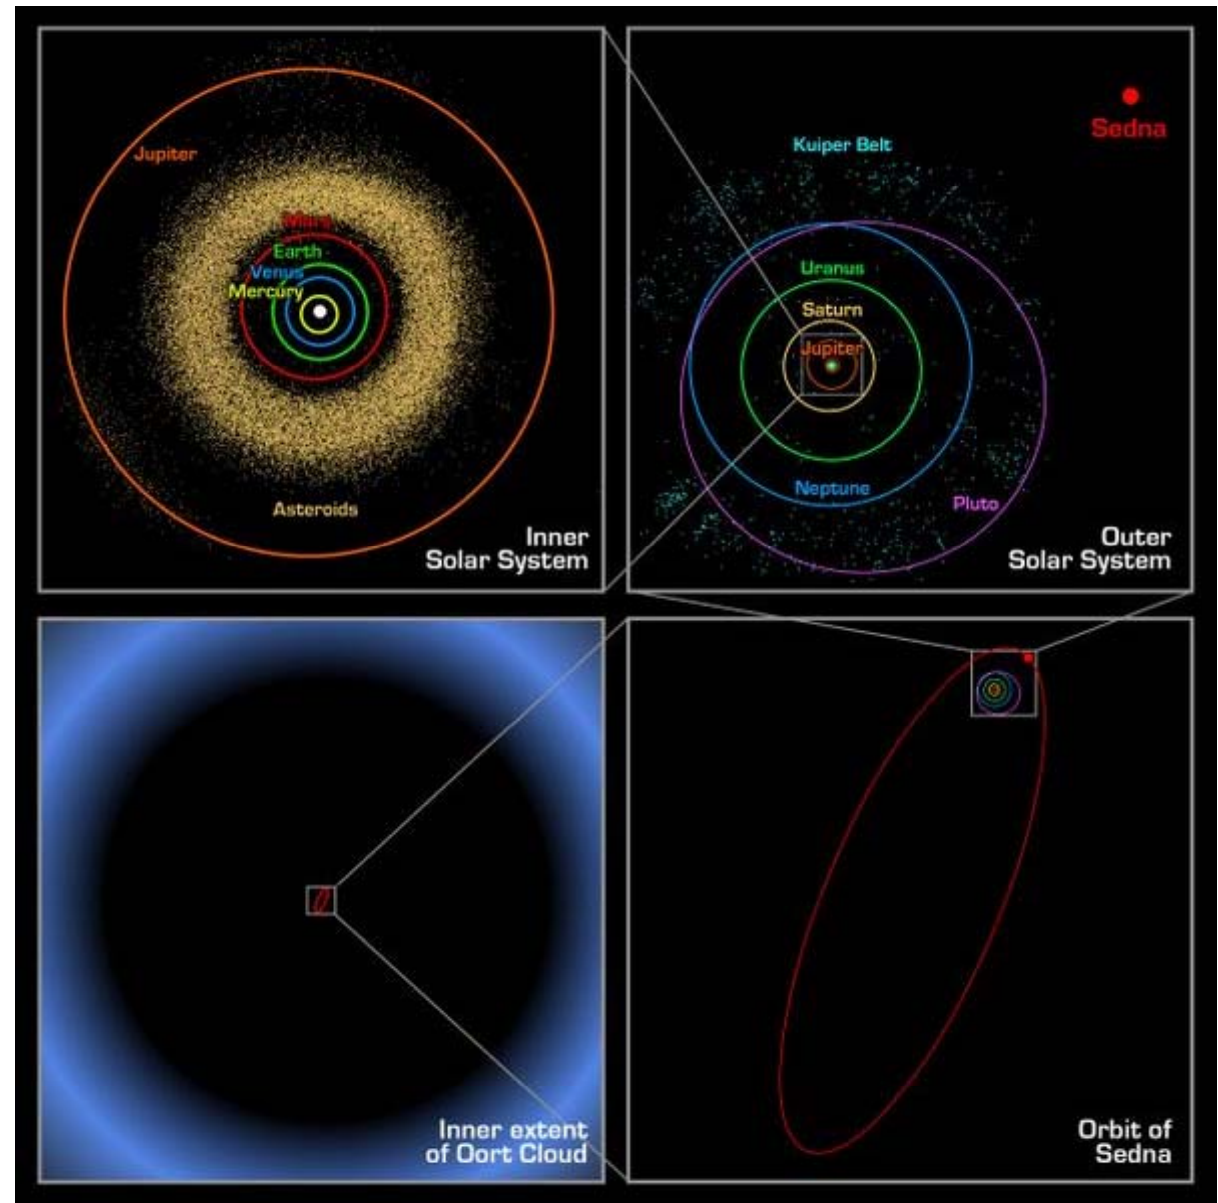 Jupiter
Mars
Earth
Venus
Mercury
Asteroids
Inner
Solar System
Sedna
Kuiper Belt
Uranus
Saturn
Jupiter
Neptune
Pluto
Outer
Solar System
Inner extent
of Oort Cloud
Orbit of
Sedna